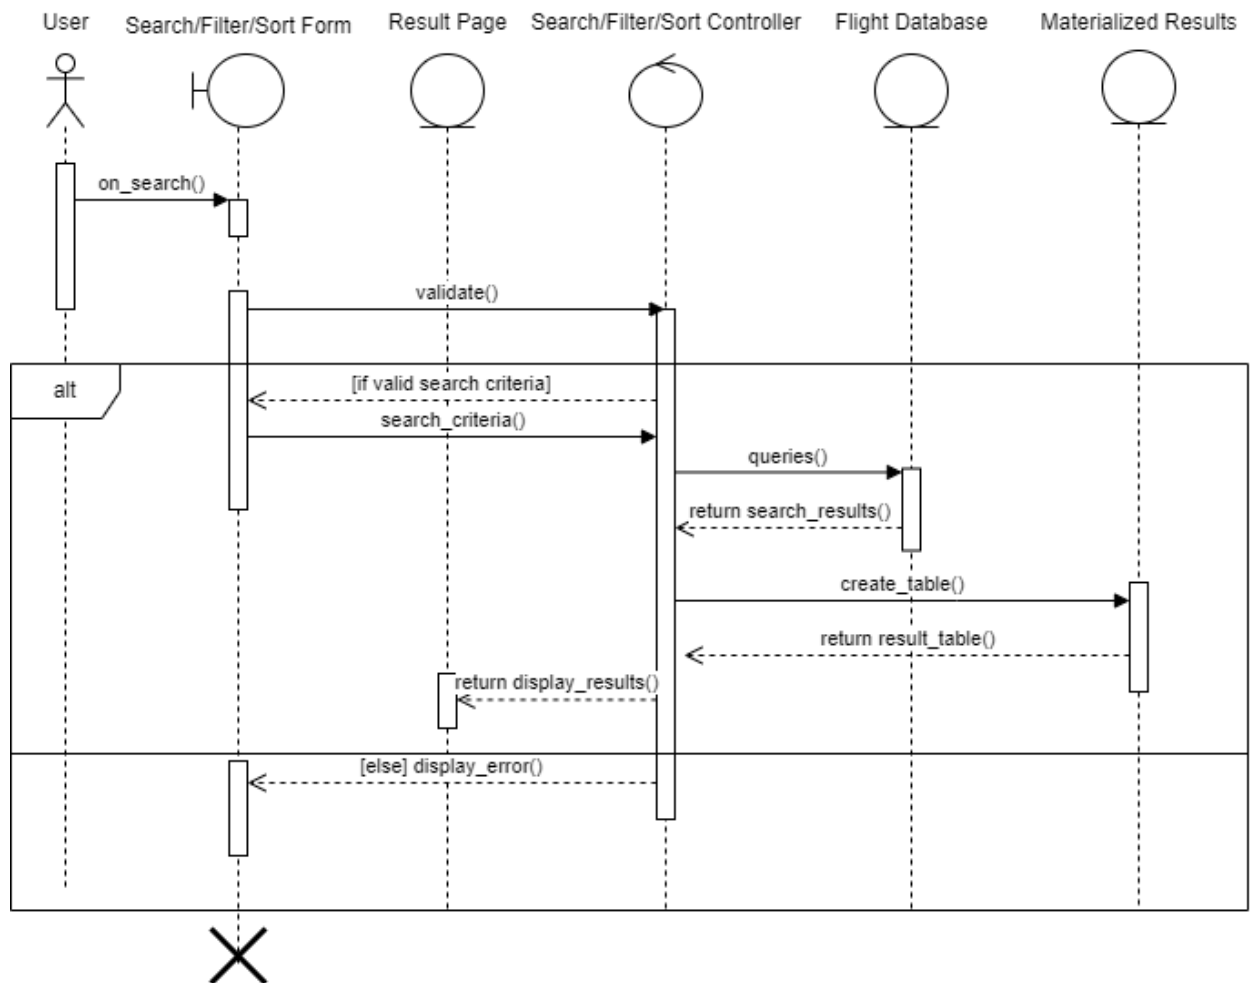 User
Search/Filter/Sort Form
Result Page
Search/Filter/Sort Controller
Flight Database
Materialized Results
on_search()
validate()
alt
[if valid search criteria]
search_criteria()
queries()
return search_results()
create_table()
return result_table()
return display_results()
[else] display_error()